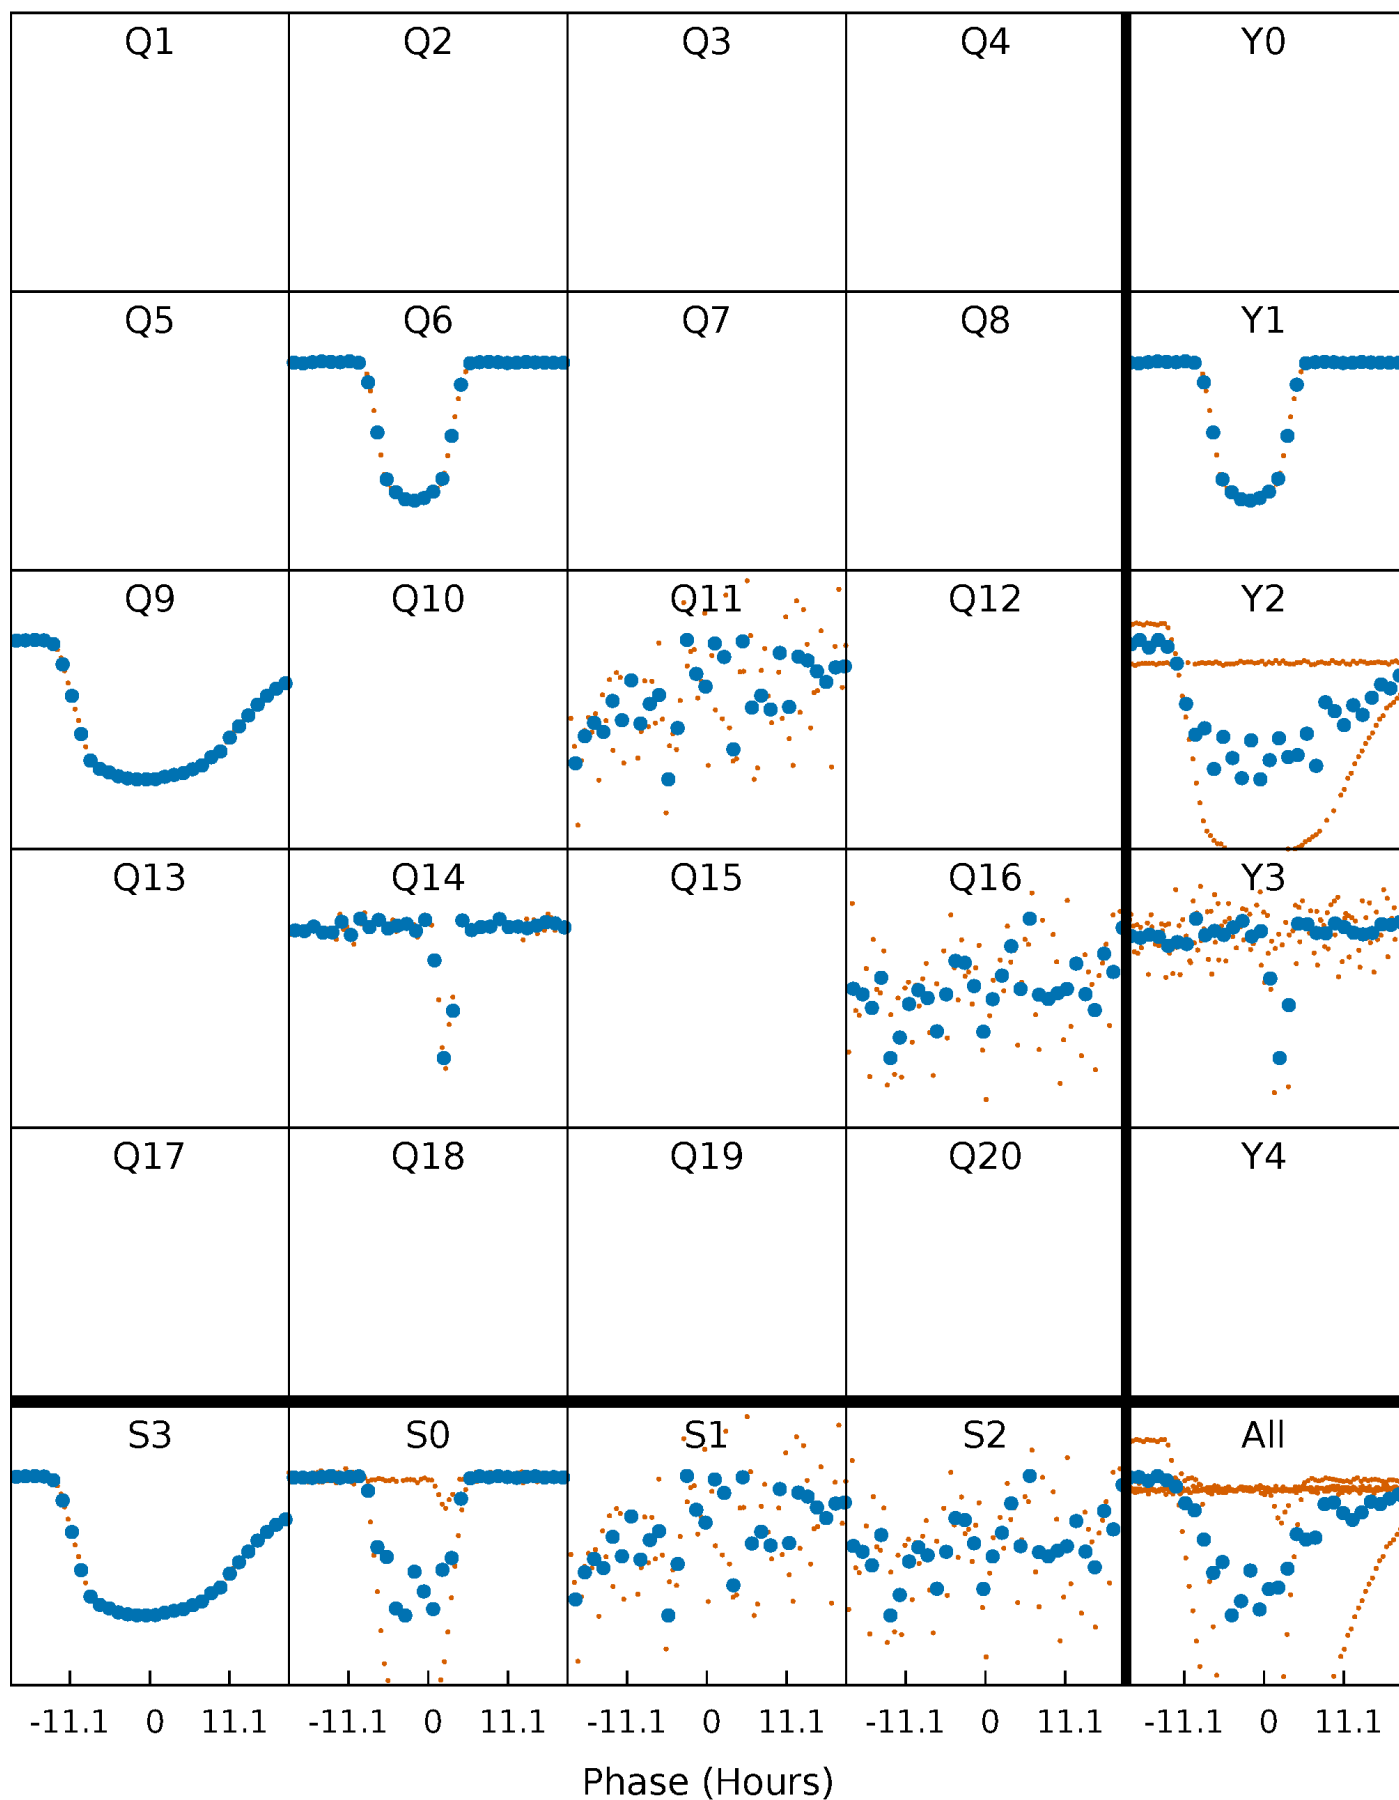 Q1 Q2 Q3 Q4 Y0
Q5 Q6 Q7 Q8 Y1
Q9 Q10 Q11 Q12 Y2
Q13 Q14 Q15 Q16 Y3
Q17 Q18 Q19 Q20 Y4
S3 S0 S1 S2 All
-11.1 0 11.1 -11.1 0 11.1 -11.1 0 11.1 -11.1 0 11.1 -11.1 0 11.1
Phase (Hours)